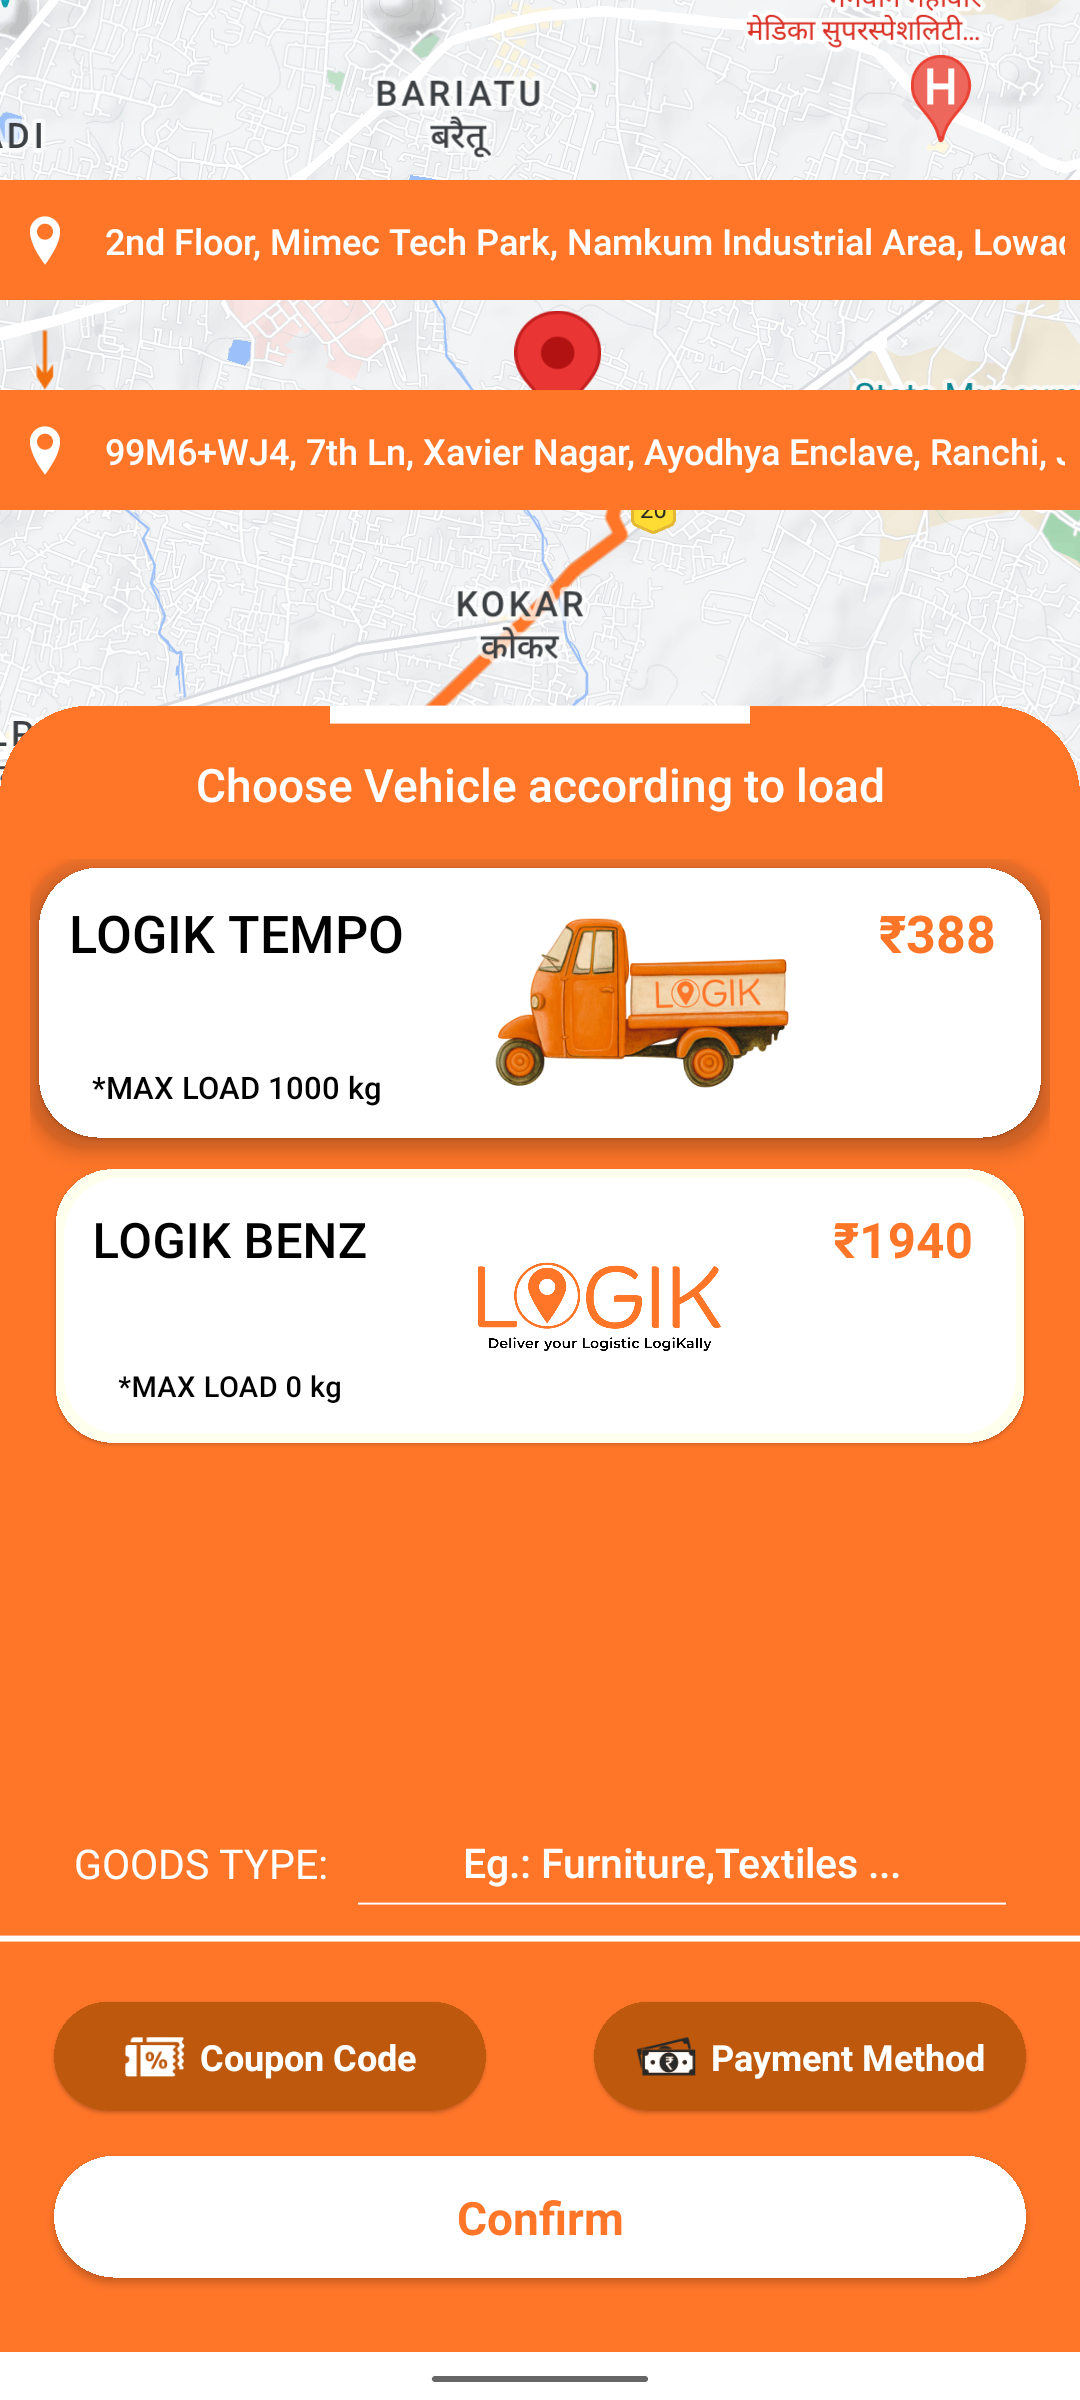 मेडिका सुपरस्पेशलिटी...
H
BARIATU
बरैतू
2nd Floor, Mimec Tech Park, Namkum Industrial Area,
99M6+WJ4, 7th Ln, Xavier Nagar, Ayodhya Enclave, Ranchi,
20
KOKAR
कोकर
Choose Vehicle according to load
LOGIK TEMPO
₹388
LOGIK
*MAX LOAD 1000 kg
LOGIK BENZ
₹1940
LOGIK
Deliver your Logistic LogiKally
*MAX LOAD 0 kg
GOODS TYPE: Eg.: Furniture,Textiles ...
Coupon Code
Payment Method
Confirm